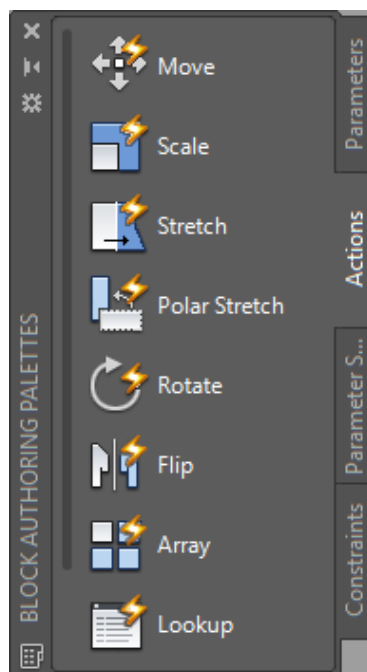 BLOCK AUTHORING PALETTES
Move
Scale
Stretch
Polar Stretch
Rotate
Flip
Array
Lookup
Parameters
Actions
Parameter S...
Constraints